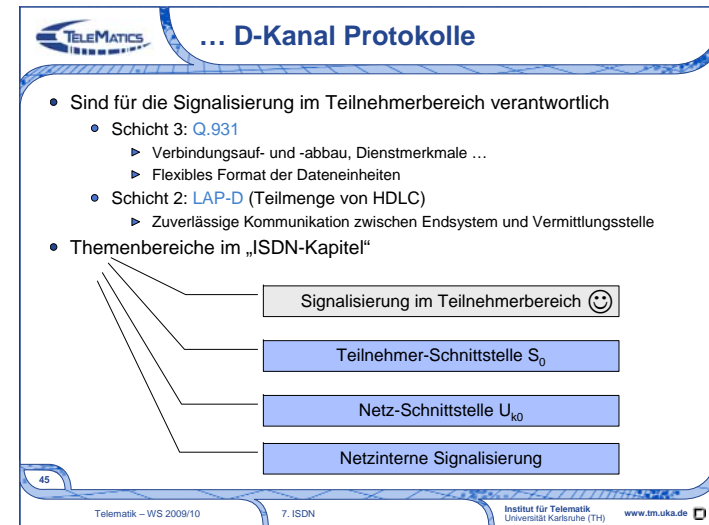 TELEMATICS
... D-Kanal Protokolle
Sind für die Signalisierung im Teilnehmerbereich verantwortlich
Schicht 3: Q.931
Verbindungsauf- und -abbau, Dienstmerkmale ...
Flexibles Format der Dateneinheiten
Schicht 2: LAP-D (Teilmenge von HDLC)
Zuverlässige Kommunikation zwischen Endsystem und Vermittlungsstelle
Themenbereiche im „ISDN-Kapitel“
Signalisierung im Teilnehmerbereich ☺
Teilnehmer-Schnittstelle S0
Netz-Schnittstelle Uk0
Netzinterne Signalisierung
45
Telematik – WS 2009/10
7. ISDN
Institut für Telematik
Universität Karlsruhe (TH)
www.tm.uka.de